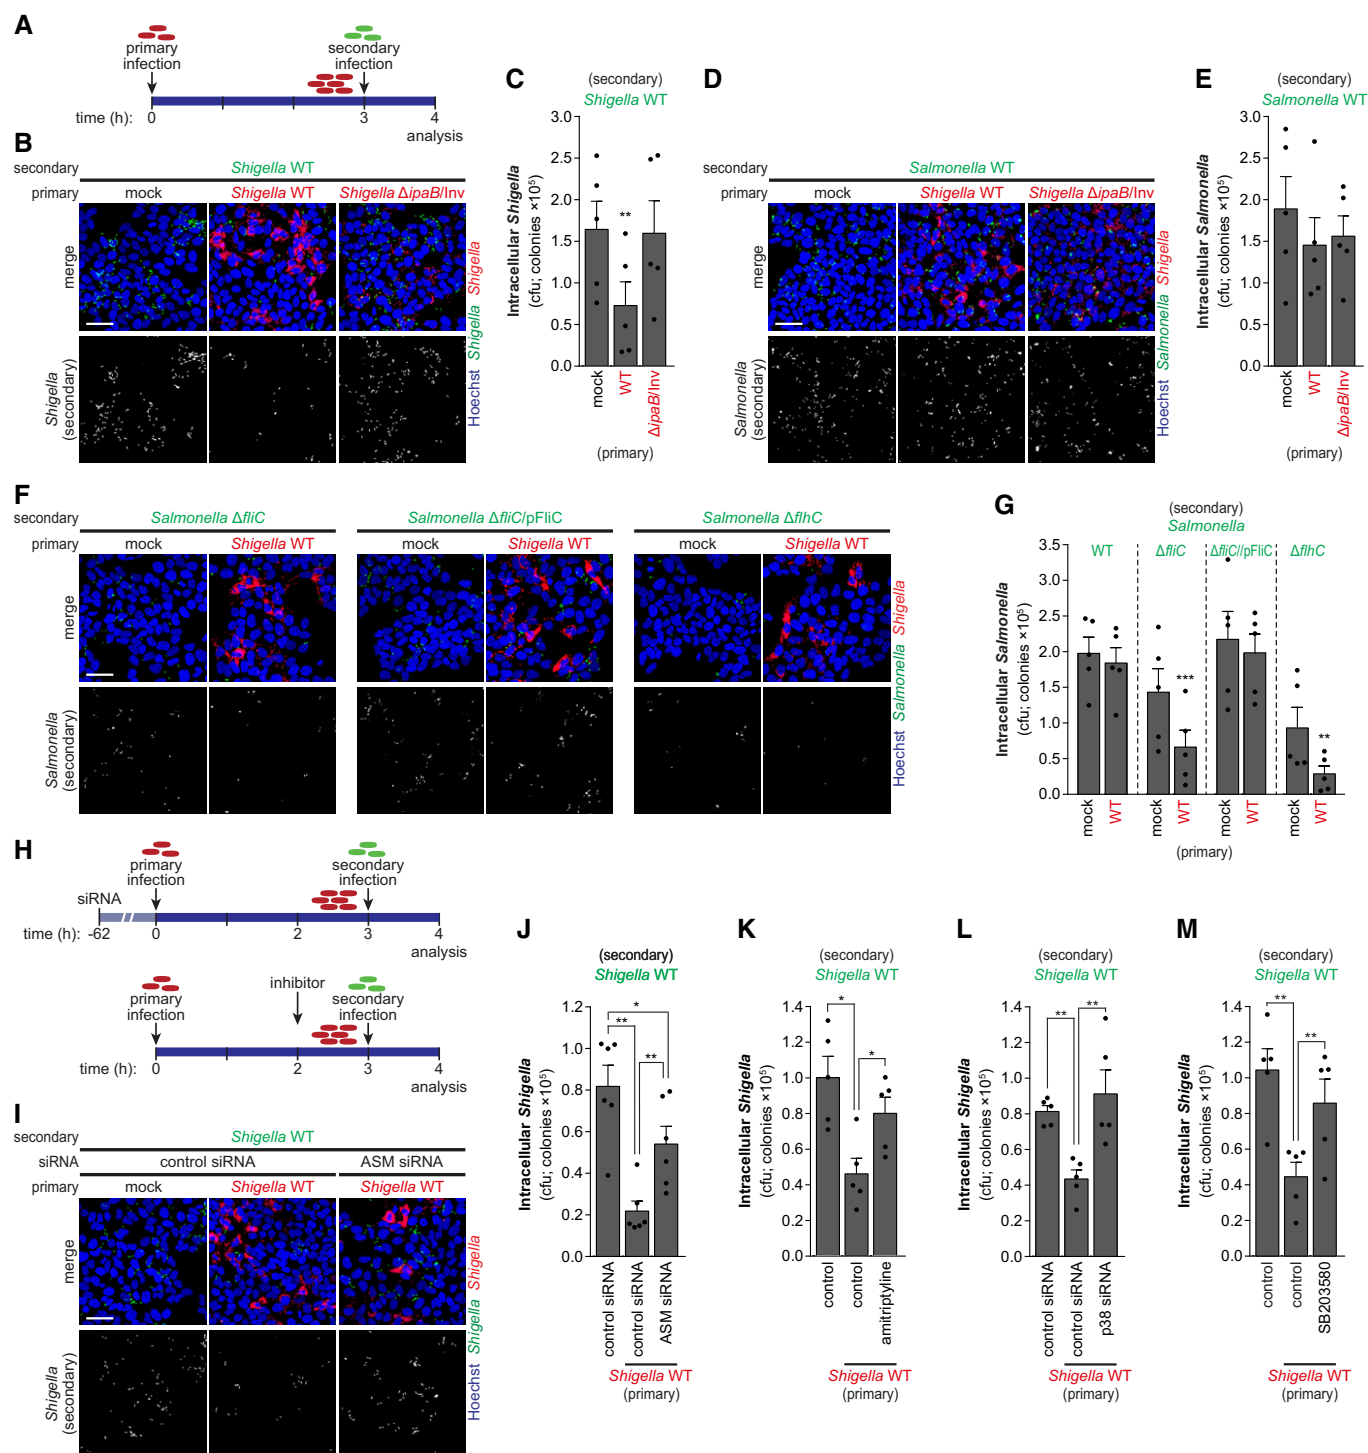 A
primary
infection
secondary
infection
time (h):
0
3
4
analysis
B
secondary
Shigella WT
primary
mock
Shigella WT
Shigella ΔipaB/Inv
merge
Shigella
(secondary)
Hoechst Shigella Shigella
C
(secondary)
Shigella WT
Intracellular Shigella
(cfu; colonies ×10⁵)
3.0
2.5
2.0
1.5
1.0
0.5
0.0
**
mock
WT
ΔipaB/Inv
(primary)
D
secondary
Salmonella WT
primary
mock
Shigella WT
Shigella ΔipaB/Inv
merge
Salmonella
(secondary)
Hoechst Salmonella Shigella
E
(secondary)
Salmonella WT
Intracellular Salmonella
(cfu; colonies ×10⁵)
3.0
2.5
2.0
1.5
1.0
0.5
0.0
mock
WT
ΔipaB/Inv
(primary)
F
secondary
Salmonella ΔfliC
Salmonella ΔfliC/pFliC
Salmonella ΔflhC
primary
mock
Shigella WT
mock
Shigella WT
mock
Shigella WT
merge
Salmonella
(secondary)
Hoechst Salmonella Shigella
G
(secondary)
Salmonella
WT
ΔfliC
ΔfliC//pFliC
ΔflhC
Intracellular Salmonella
(cfu; colonies ×10⁵)
3.5
3.0
2.5
2.0
1.5
1.0
0.5
0.0
***
**
mock
WT
mock
WT
mock
WT
mock
WT
(primary)
H
primary
infection
secondary
infection
siRNA
time (h):
-62
0
2
3
4
analysis
primary
infection
inhibitor
secondary
infection
time (h):
0
2
3
4
analysis
I
secondary
Shigella WT
siRNA
control siRNA
ASM siRNA
primary
mock
Shigella WT
Shigella WT
merge
Shigella
(secondary)
Hoechst Shigella Shigella
J
(secondary)
Shigella WT
Intracellular Shigella
(cfu; colonies ×10⁵)
1.2
1.0
0.8
0.6
0.4
0.2
0.0
*
**
**
control siRNA
control siRNA
ASM siRNA
Shigella WT
(primary)
K
(secondary)
Shigella WT
Intracellular Shigella
(cfu; colonies ×10⁵)
1.4
1.2
1.0
0.8
0.6
0.4
0.2
0.0
*
*
control
control
amitriptyline
Shigella WT
(primary)
L
(secondary)
Shigella WT
Intracellular Shigella
(cfu; colonies ×10⁵)
1.4
1.2
1.0
0.8
0.6
0.4
0.2
0.0
**
**
control siRNA
control siRNA
p38 siRNA
Shigella WT
(primary)
M
(secondary)
Shigella WT
Intracellular Shigella
(cfu; colonies ×10⁵)
1.4
1.2
1.0
0.8
0.6
0.4
0.2
0.0
**
**
control
control
SB203580
Shigella WT
(primary)